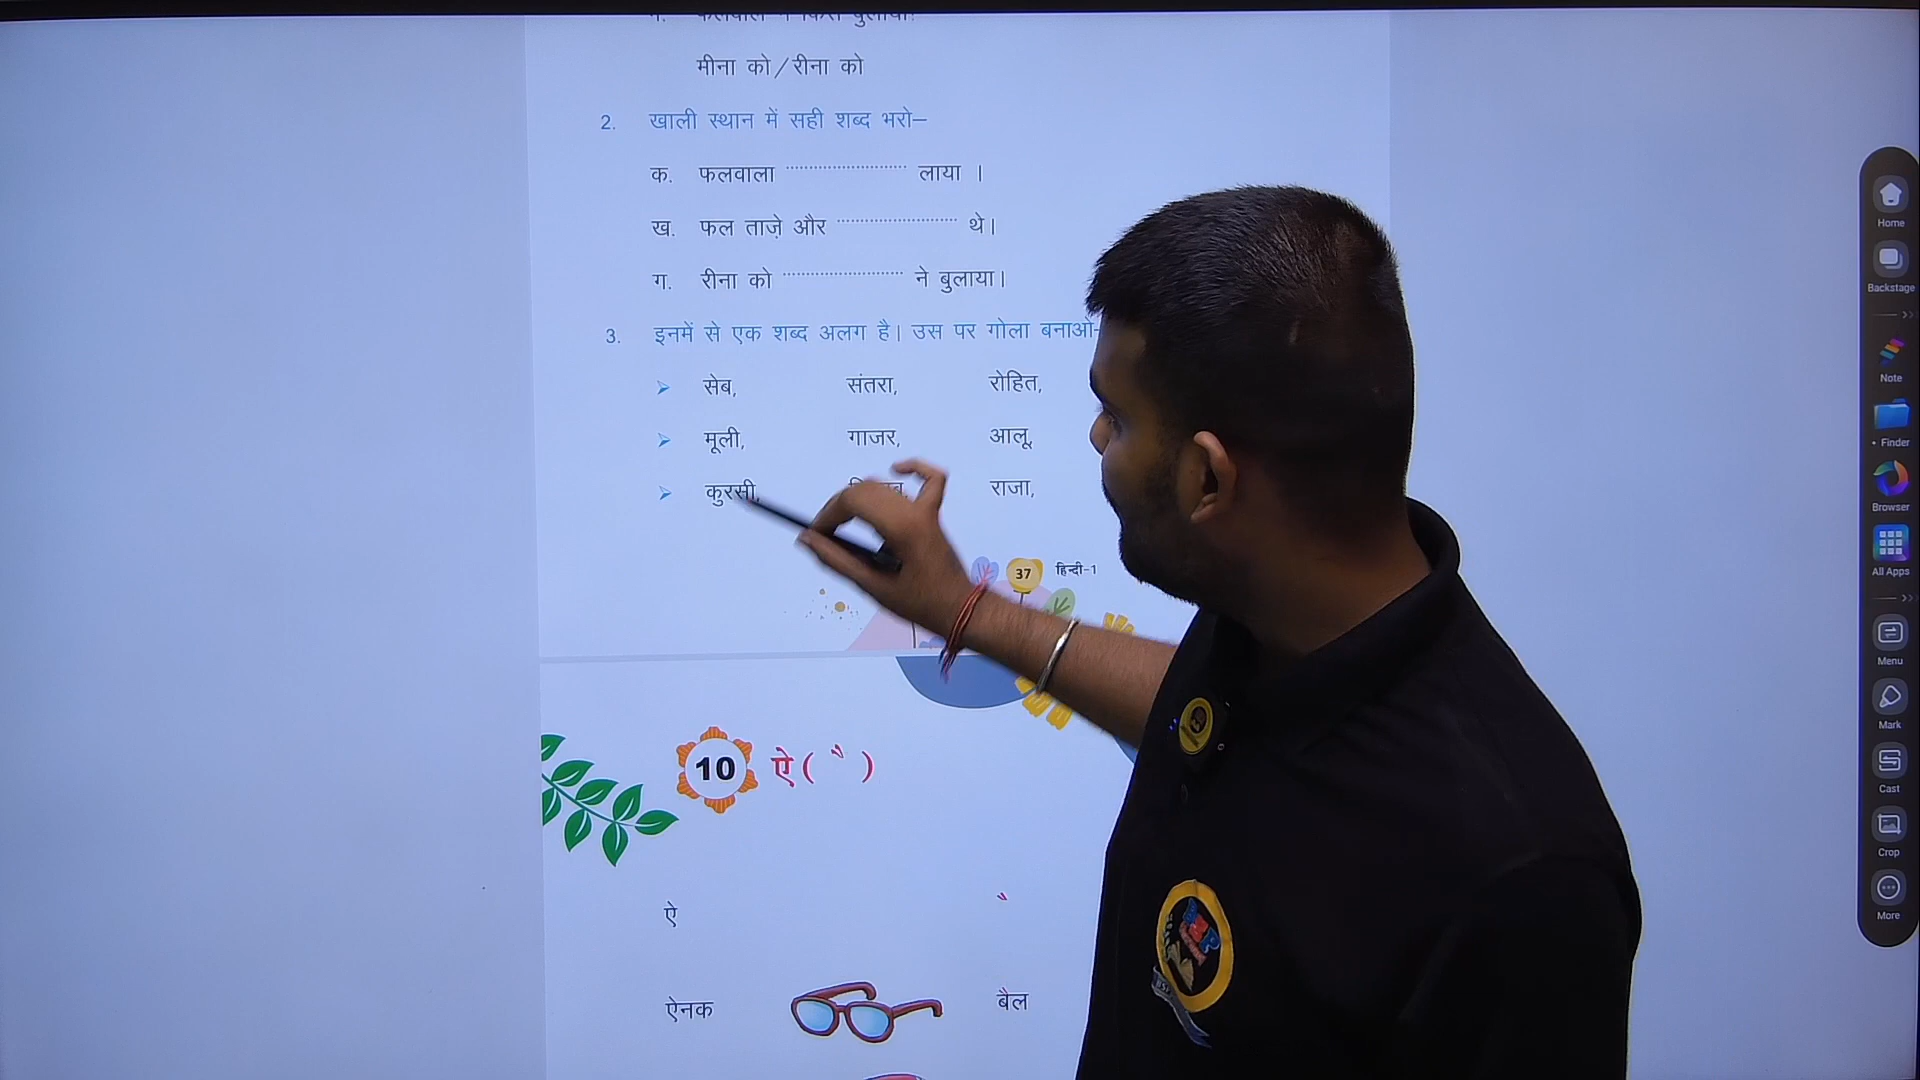 मीना को/रीना को
2. खाली स्थान में सही शब्द भरो–
क. फलवाला ........................ लाया ।
ख. फल ताज़े और ........................ थे।
ग. रीना को ........................ ने बुलाया।
3. इनमें से एक शब्द अलग है। उस पर गोला बनाओ-
सेब, संतरा, रोहित,
मूली, गाजर, आलू,
कुरसी, राजा,
37 हिन्दी-1
10 ऐ ( ै )
ऐ ै
ऐनक बैल
Home
Backstage
Note
Finder
Browser
All Apps
Menu
Mark
Cast
Crop
More